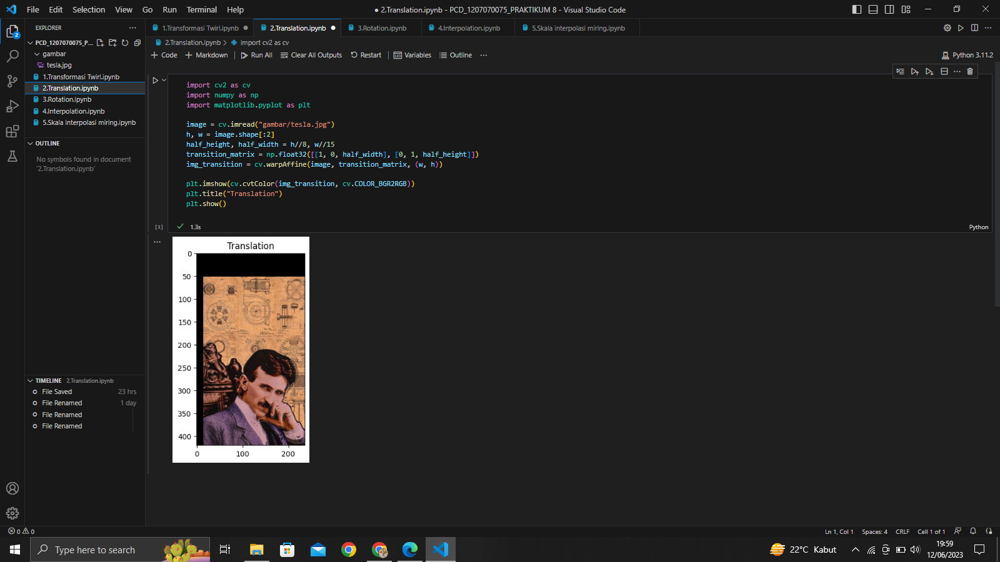 File Edit Selection View Go Run Terminal Help
● 2.Translation.ipynb - PCD_1207070075_PRAKTIKUM 8 - Visual Studio Code
EXPLORER
1.Transformasi Twirl.ipynb
2.Translation.ipynb
3.Rotation.ipynb
4.Interpolation.ipynb
5.Skala interpolasi miring.ipynb
PCD_1207070075_P...
gambar
tesla.jpg
1.Transformasi Twirl.ipynb
2.Translation.ipynb
3.Rotation.ipynb
4.Interpolation.ipynb
5.Skala interpolasi miring.ipynb
OUTLINE
No symbols found in document
'2.Translation.ipynb'
TIMELINE 2.Translation.ipynb
File Saved 23 hrs
File Renamed 1 day
File Renamed
File Renamed
2
2.Translation.ipynb > import cv2 as cv
+ Code + Markdown | Run All Clear All Outputs Restart | Variables Outline ...
Python 3.11.2
import cv2 as cv
import numpy as np
import matplotlib.pyplot as plt
image = cv.imread("gambar/tesla.jpg")
h, w = image.shape[:2]
half_height, half_width = h//8, w//15
transition_matrix = np.float32([[1, 0, half_width], [0, 1, half_height]])
img_transition = cv.warpAffine(image, transition_matrix, (w, h))
plt.imshow(cv.cvtColor(img_transition, cv.COLOR_BGR2RGB))
plt.title("Translation")
plt.show()
[1] 1.3s
Python
Translation
0
50
100
150
200
250
300
350
400
0 100 200
0 0
Ln 1, Col 1 Spaces: 4 CRLF Cell 1 of 1
Type here to search
22°C Kabut
19:59
12/06/2023